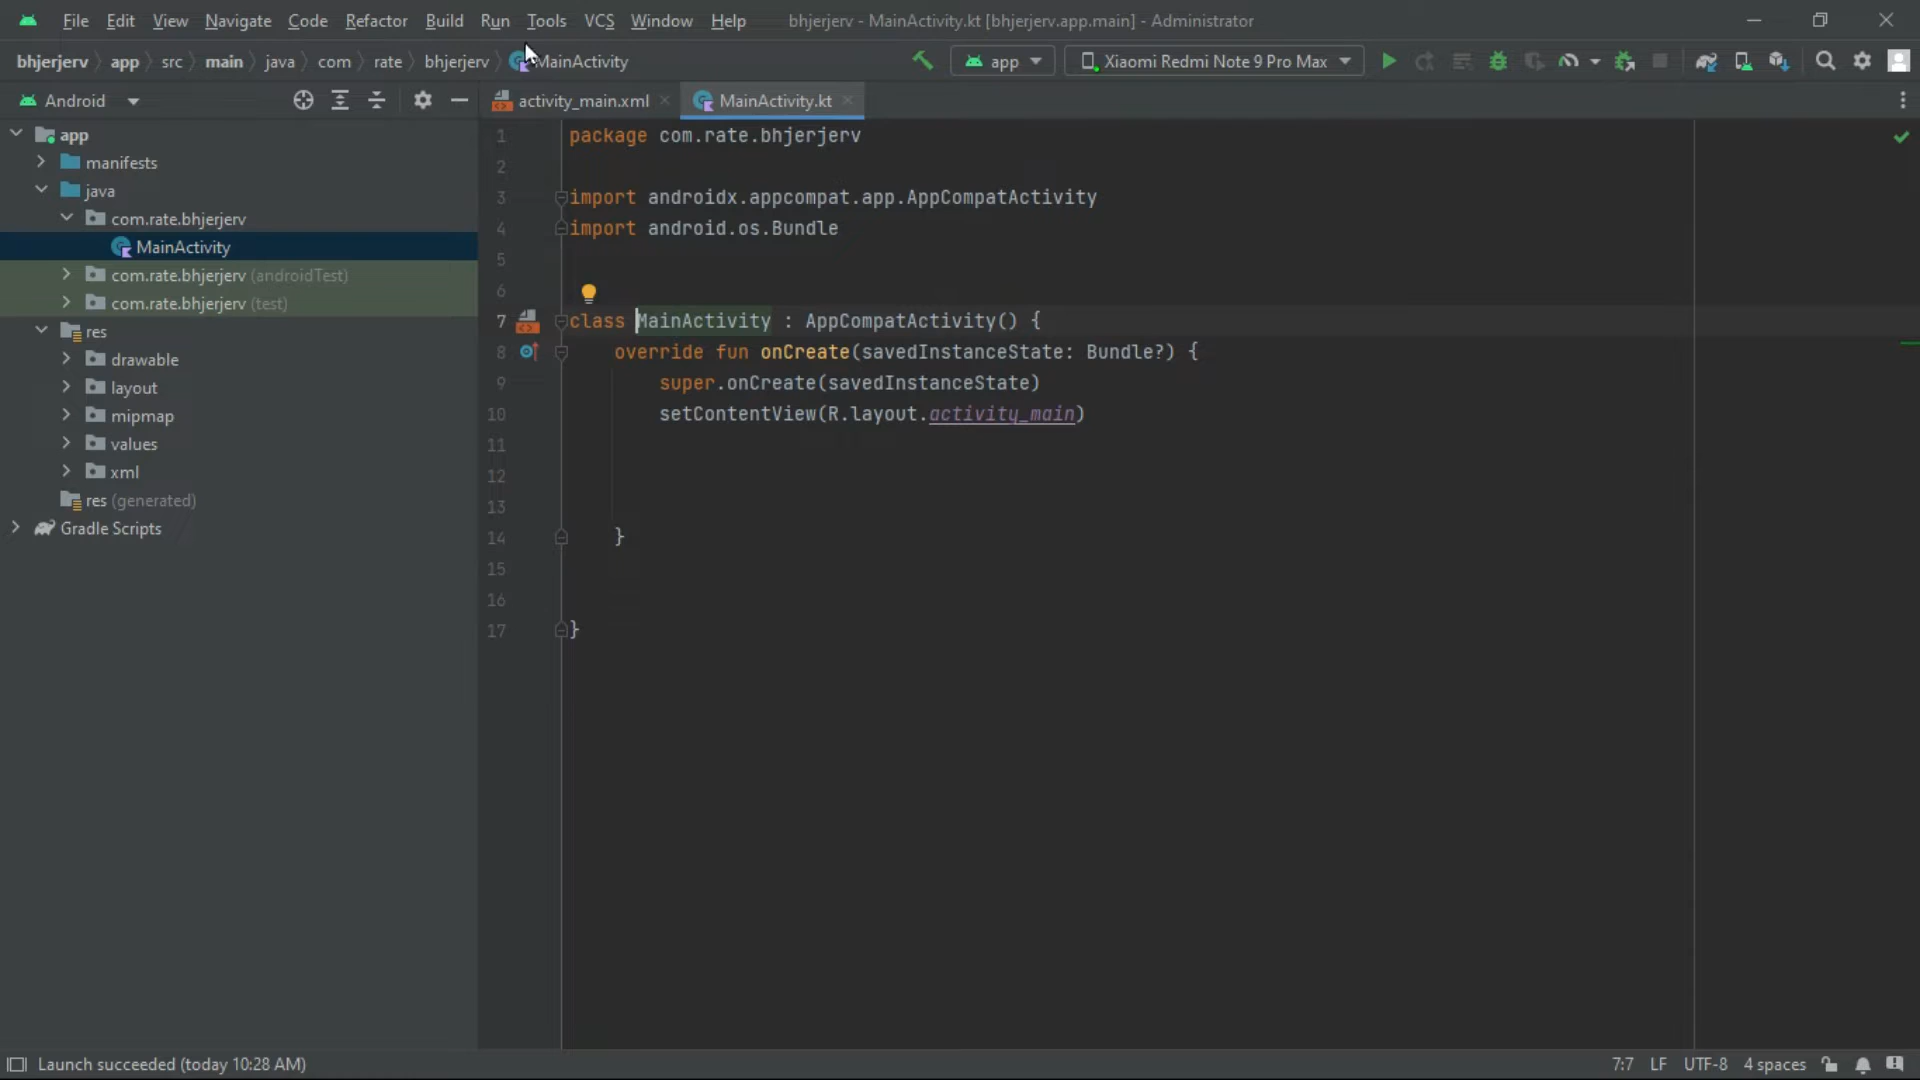 File Edit View Navigate Code Refactor Build Run Tools VCS Window Help bhjerjerv - MainActivity.kt [bhjerjerv.app.main] - Administrator
bhjerjerv app src main java com rate bhjerjerv MainActivity app Xiaomi Redmi Note 9 Pro Max
Android
activity_main.xml MainActivity.kt
app
manifests
java
com.rate.bhjerjerv
MainActivity
com.rate.bhjerjerv (androidTest)
com.rate.bhjerjerv (test)
res
drawable
layout
mipmap
values
xml
res (generated)
Gradle Scripts
1 package com.rate.bhjerjerv
2
3 import androidx.appcompat.app.AppCompatActivity
4 import android.os.Bundle
5
6
7 class MainActivity : AppCompatActivity() {
8 override fun onCreate(savedInstanceState: Bundle?) {
9 super.onCreate(savedInstanceState)
10 setContentView(R.layout.activity_main)
11
12
13
14 }
15
16
17 }
Launch succeeded (today 10:28 AM) 7:7 LF UTF-8 4 spaces